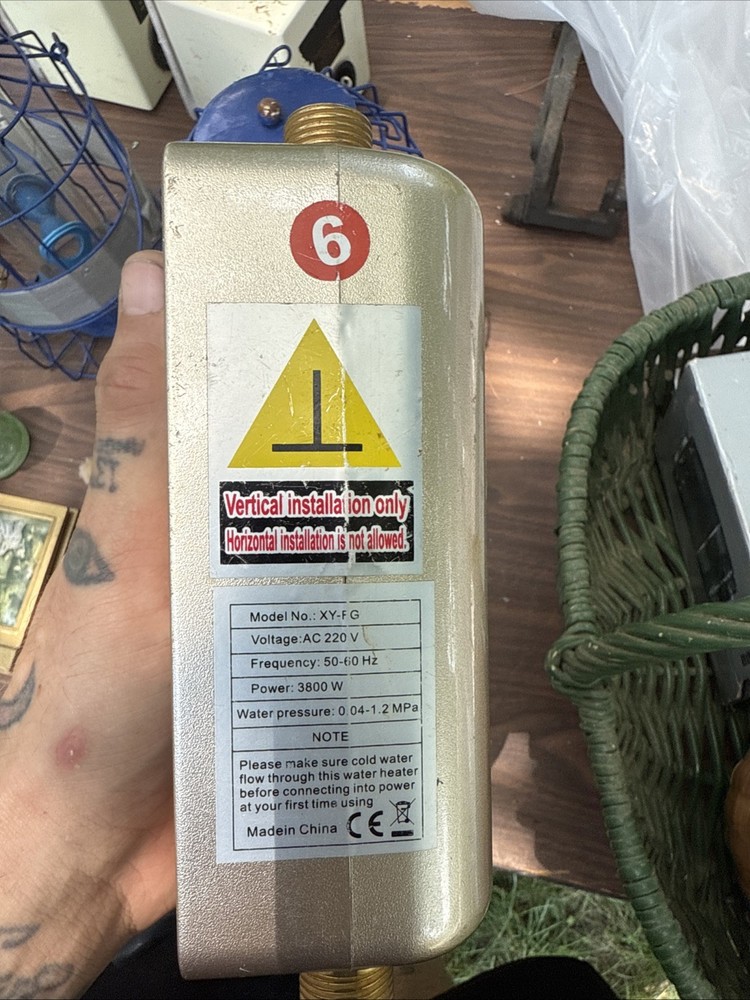 6
Vertical installation only
Horizontal installation is not allowed.
Model No.: XY-FG
Voltage:AC 220 V
Frequency: 50-60 Hz
Power: 3800 W
Water pressure: 0.04-1.2 MPa
NOTE
Please make sure cold water
flow through this water heater
before connecting into power
at your first time using
Madein China CE